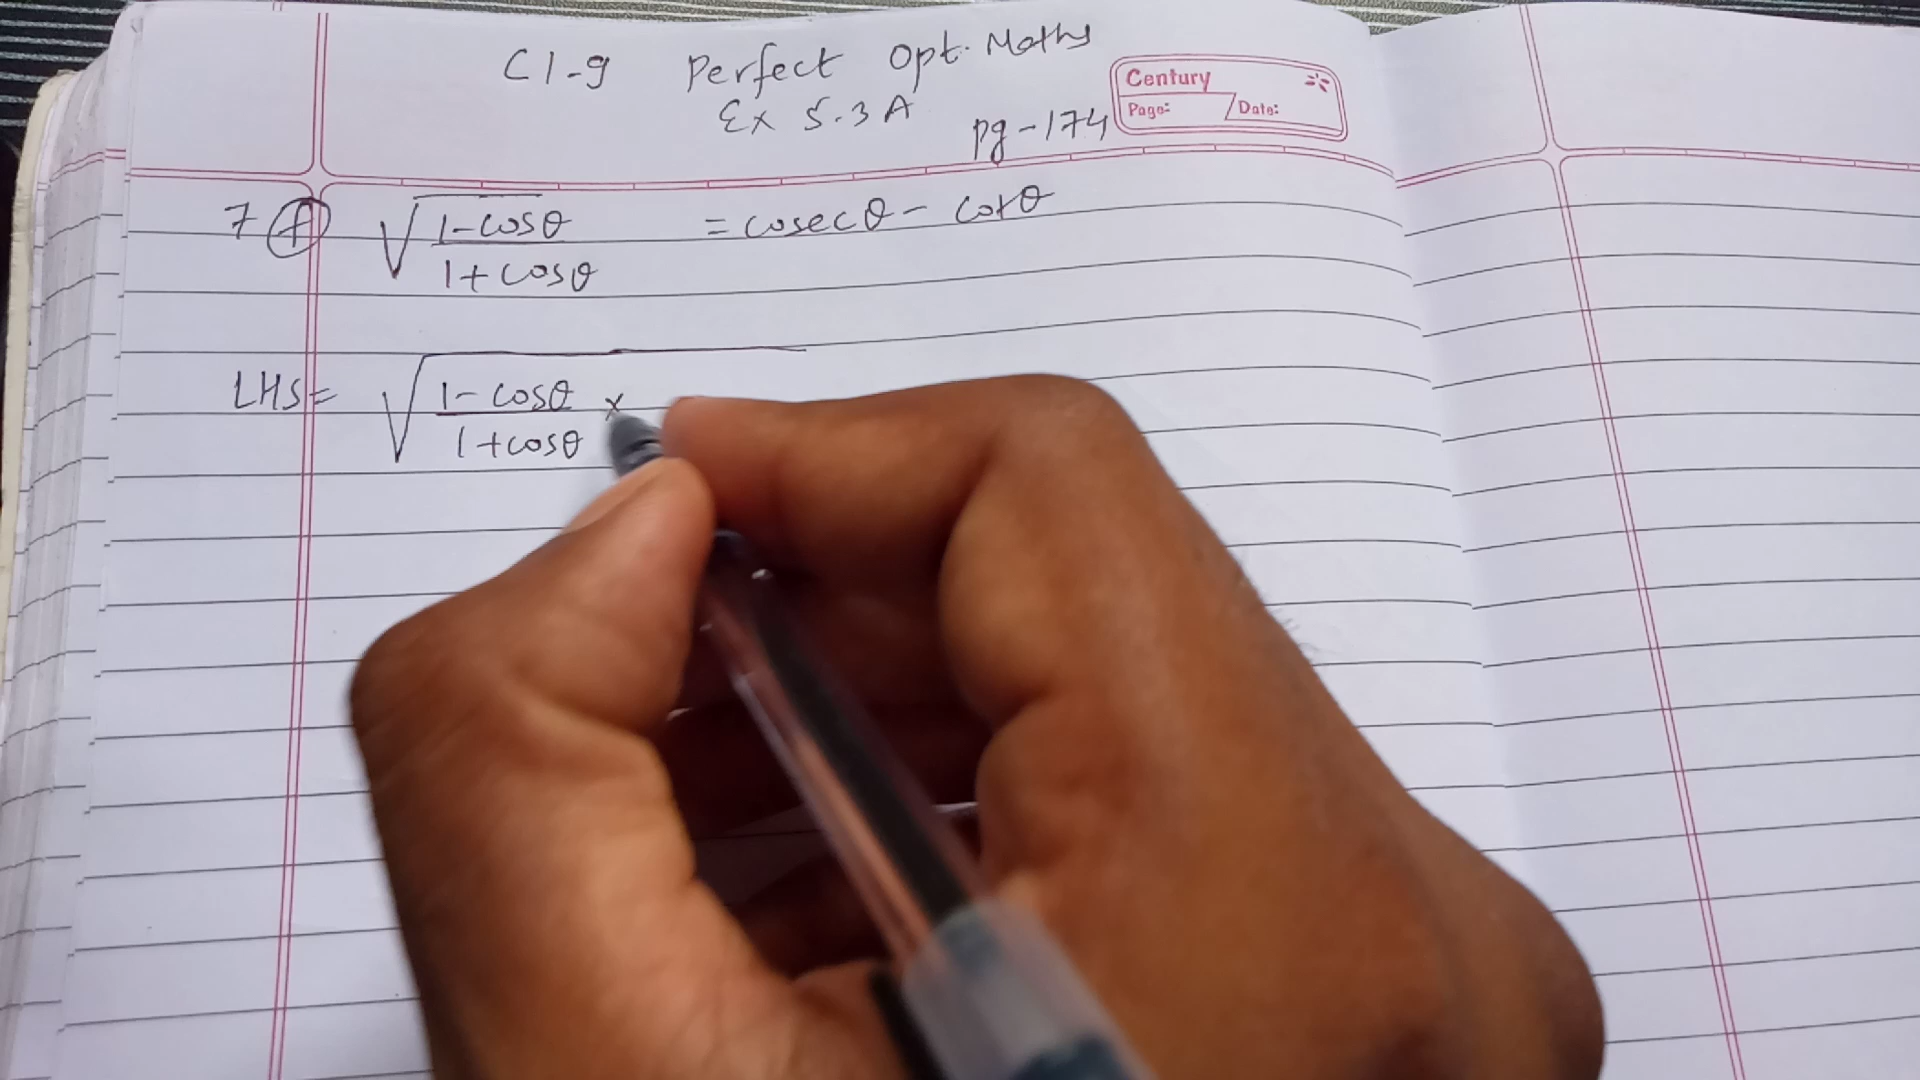 Cl-9 Perfect Opt. Maths
Ex 5.3 A
pg-174
Century
Page: Date:
7 (f) √(1-cosθ / 1+cosθ) = cosecθ - cotθ
LHS = √(1-cosθ / 1+cosθ ×